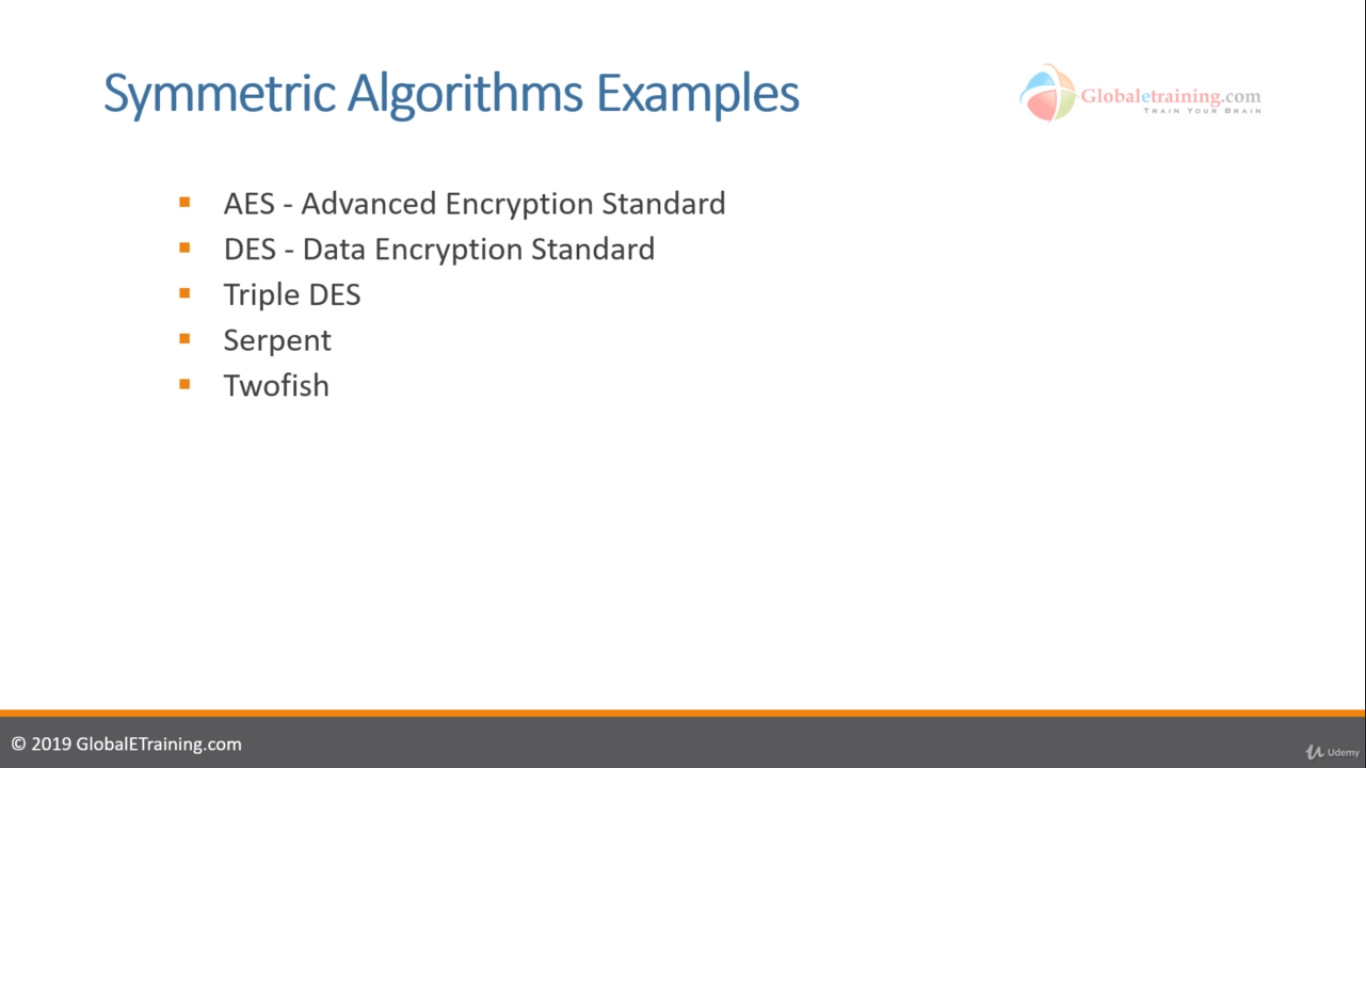 Symmetric Algorithms Examples
Globaletraining.com
TRAIN YOUR BRAIN
▪ AES - Advanced Encryption Standard
▪ DES - Data Encryption Standard
▪ Triple DES
▪ Serpent
▪ Twofish
© 2019 GlobalETraining.com
Udemy